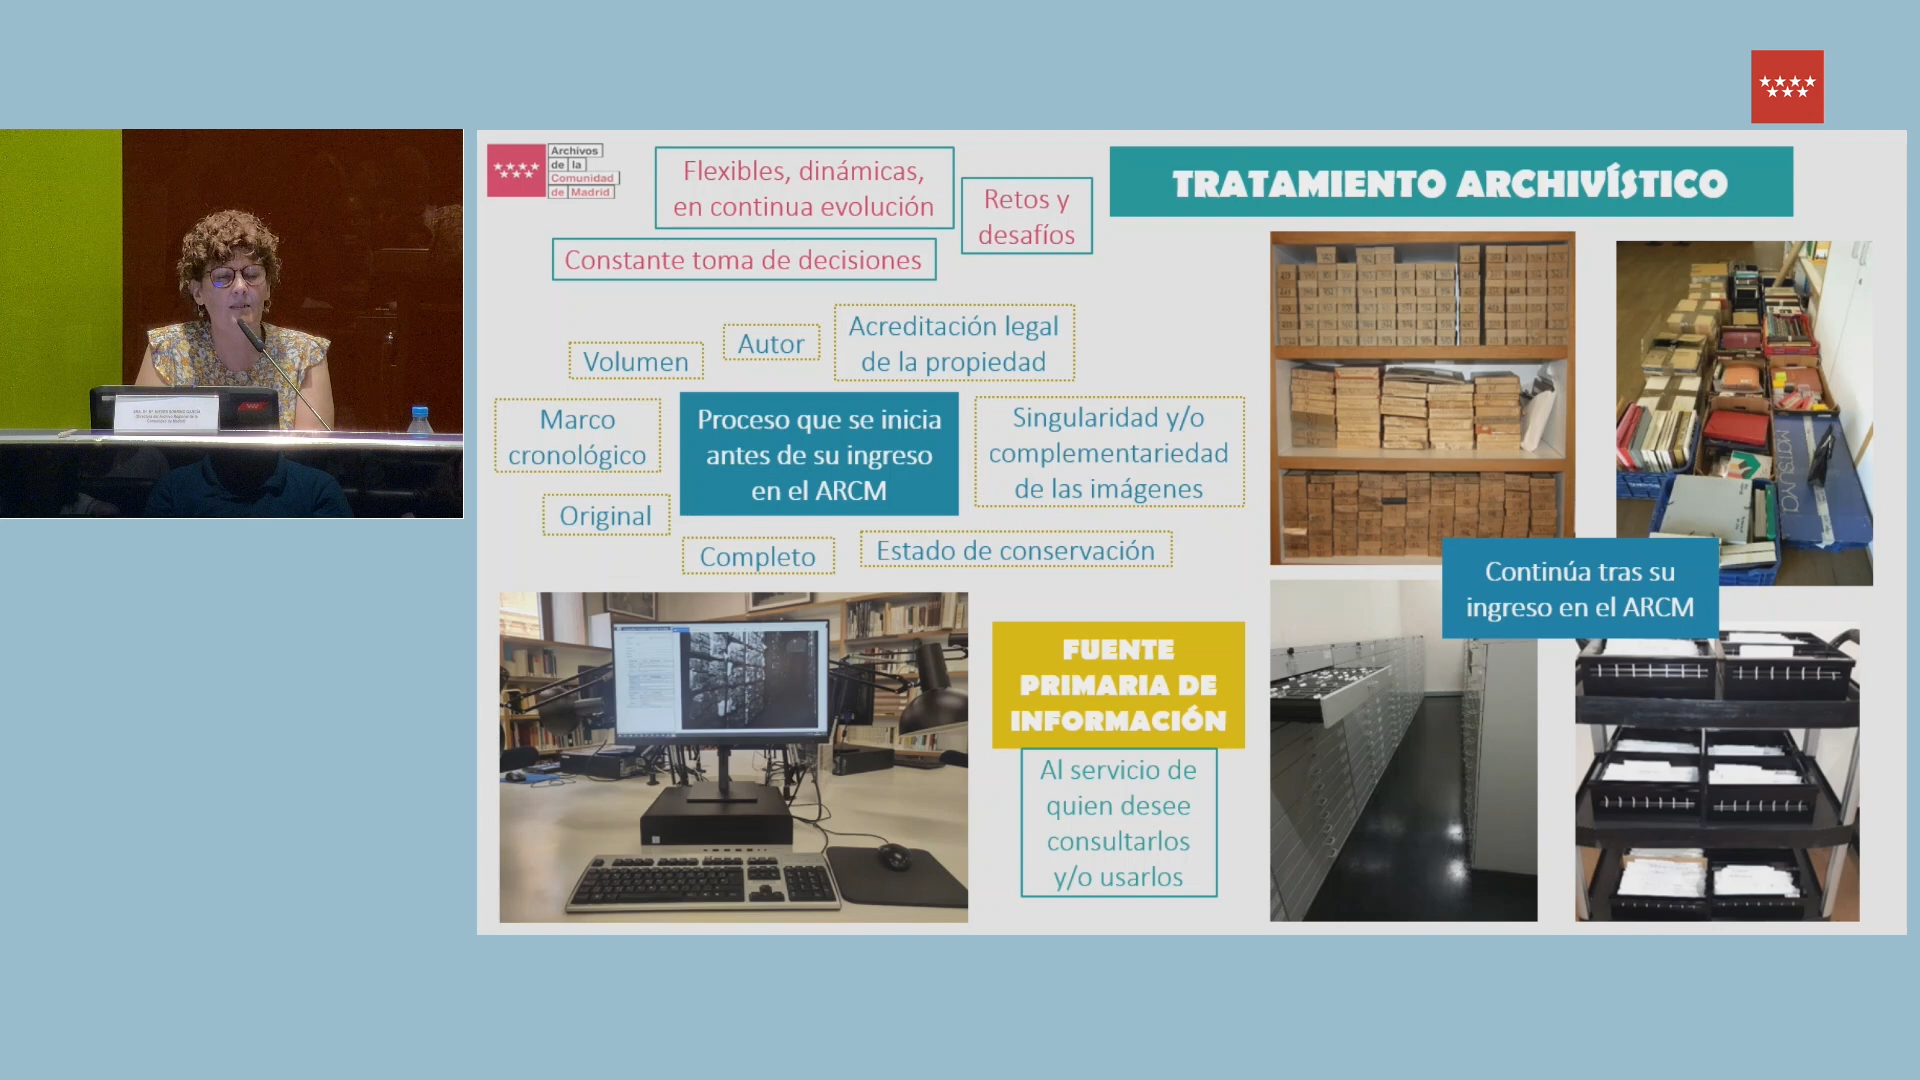 Archivos
de la
Comunidad
de Madrid
Flexibles, dinámicas,
en continua evolución
Retos y
desafíos
Constante toma de decisiones
TRATAMIENTO ARCHIVÍSTICO
Volumen
Autor
Acreditación legal
de la propiedad
Marco
cronológico
Proceso que se inicia
antes de su ingreso
en el ARCM
Singularidad y/o
complementariedad
de las imágenes
Original
Completo
Estado de conservación
Continúa tras su
ingreso en el ARCM
FUENTE
PRIMARIA DE
INFORMACIÓN
Al servicio de
quien desee
consultarlos
y/o usarlos